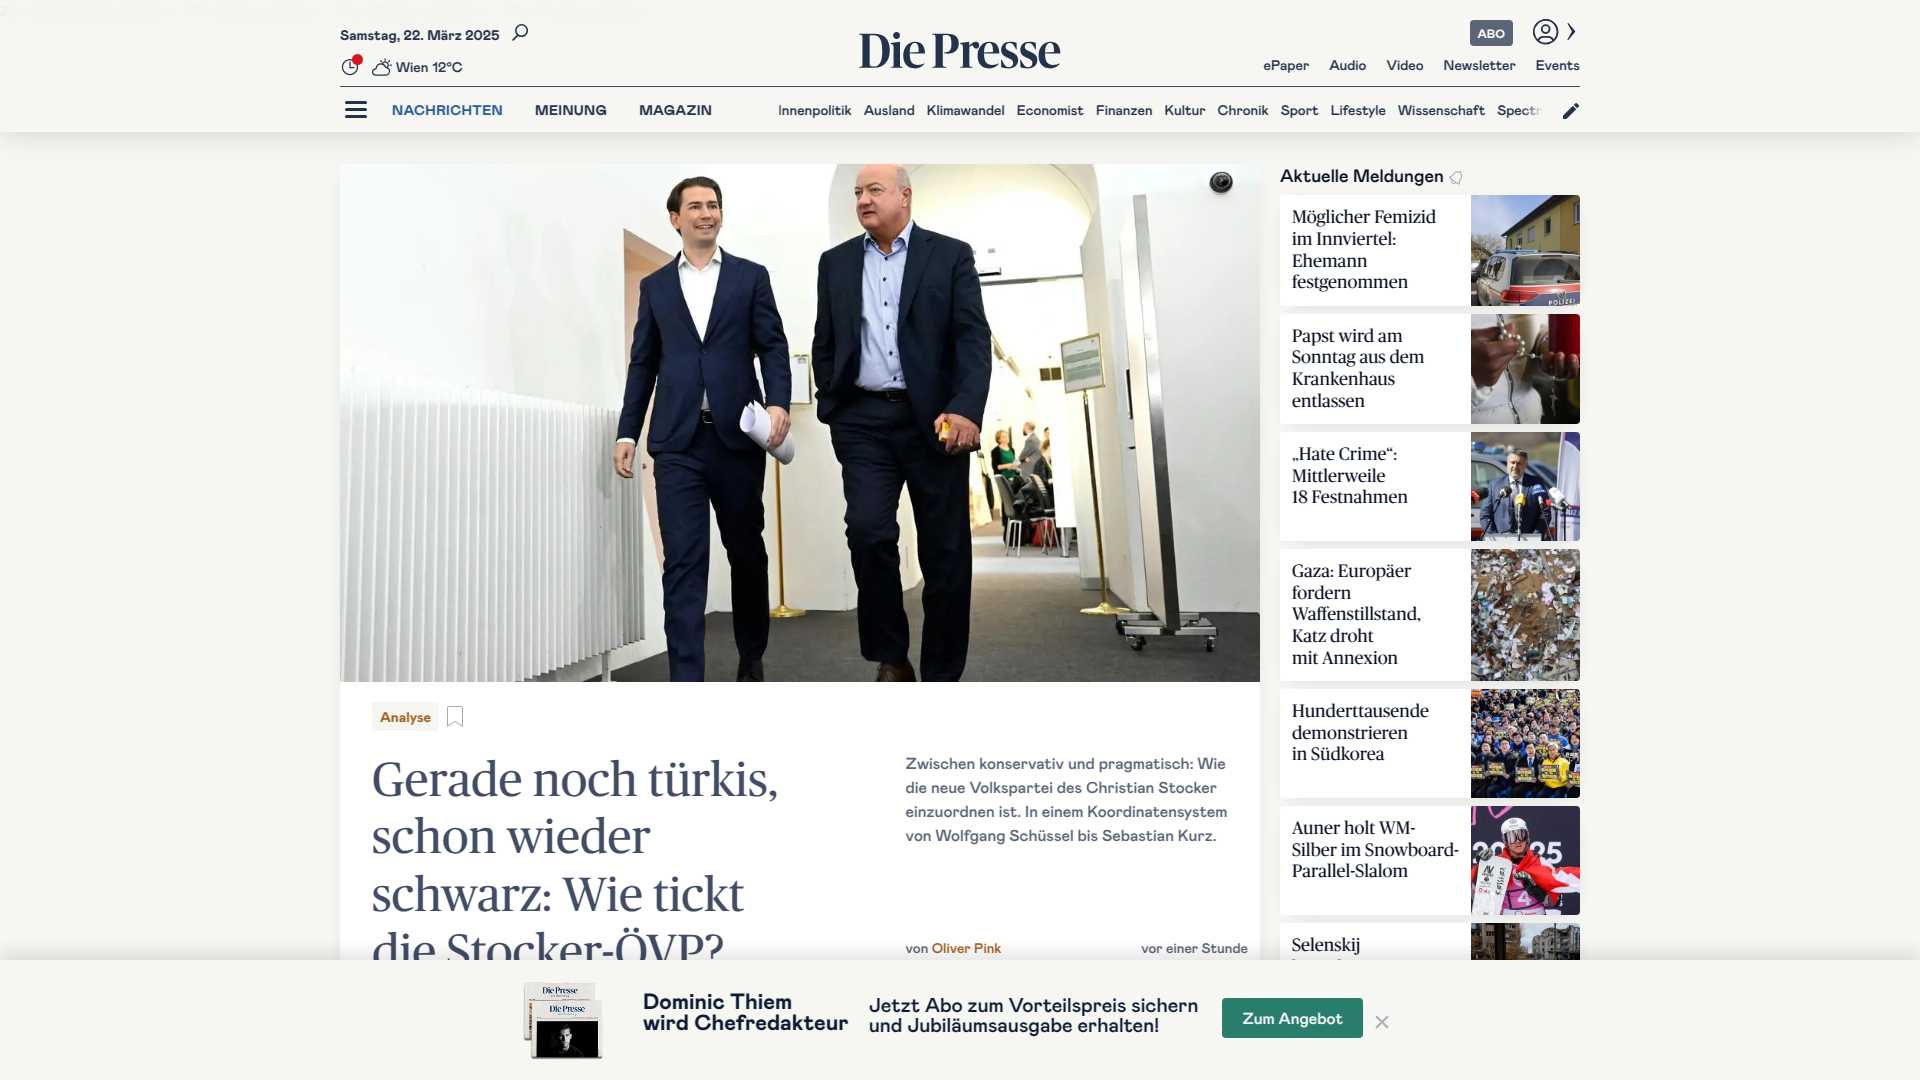 Samstag, 22. März 2025
Wien 12°C
Die Presse
ABO
ePaper Audio Video Newsletter Events
NACHRICHTEN MEINUNG MAGAZIN
Innenpolitik Ausland Klimawandel Economist Finanzen Kultur Chronik Sport Lifestyle Wissenschaft Spectr
Analyse
Gerade noch türkis,
schon wieder
schwarz: Wie tickt
die Stocker-ÖVP?
Zwischen konservativ und pragmatisch: Wie
die neue Volkspartei des Christian Stocker
einzuordnen ist. In einem Koordinatensystem
von Wolfgang Schüssel bis Sebastian Kurz.
von Oliver Pink
vor einer Stunde
Aktuelle Meldungen
Möglicher Femizid
im Innviertel:
Ehemann
festgenommen
POLIZEI
Papst wird am
Sonntag aus dem
Krankenhaus
entlassen
„Hate Crime“:
Mittlerweile
18 Festnahmen
Gaza: Europäer
fordern
Waffenstillstand,
Katz droht
mit Annexion
Hunderttausende
demonstrieren
in Südkorea
Auner holt WM-
Silber im Snowboard-
Parallel-Slalom
4
Selenskij
Die Presse
Die Presse
Dominic Thiem
wird Chefredakteur
Jetzt Abo zum Vorteilspreis sichern
und Jubiläumsausgabe erhalten!
Zum Angebot